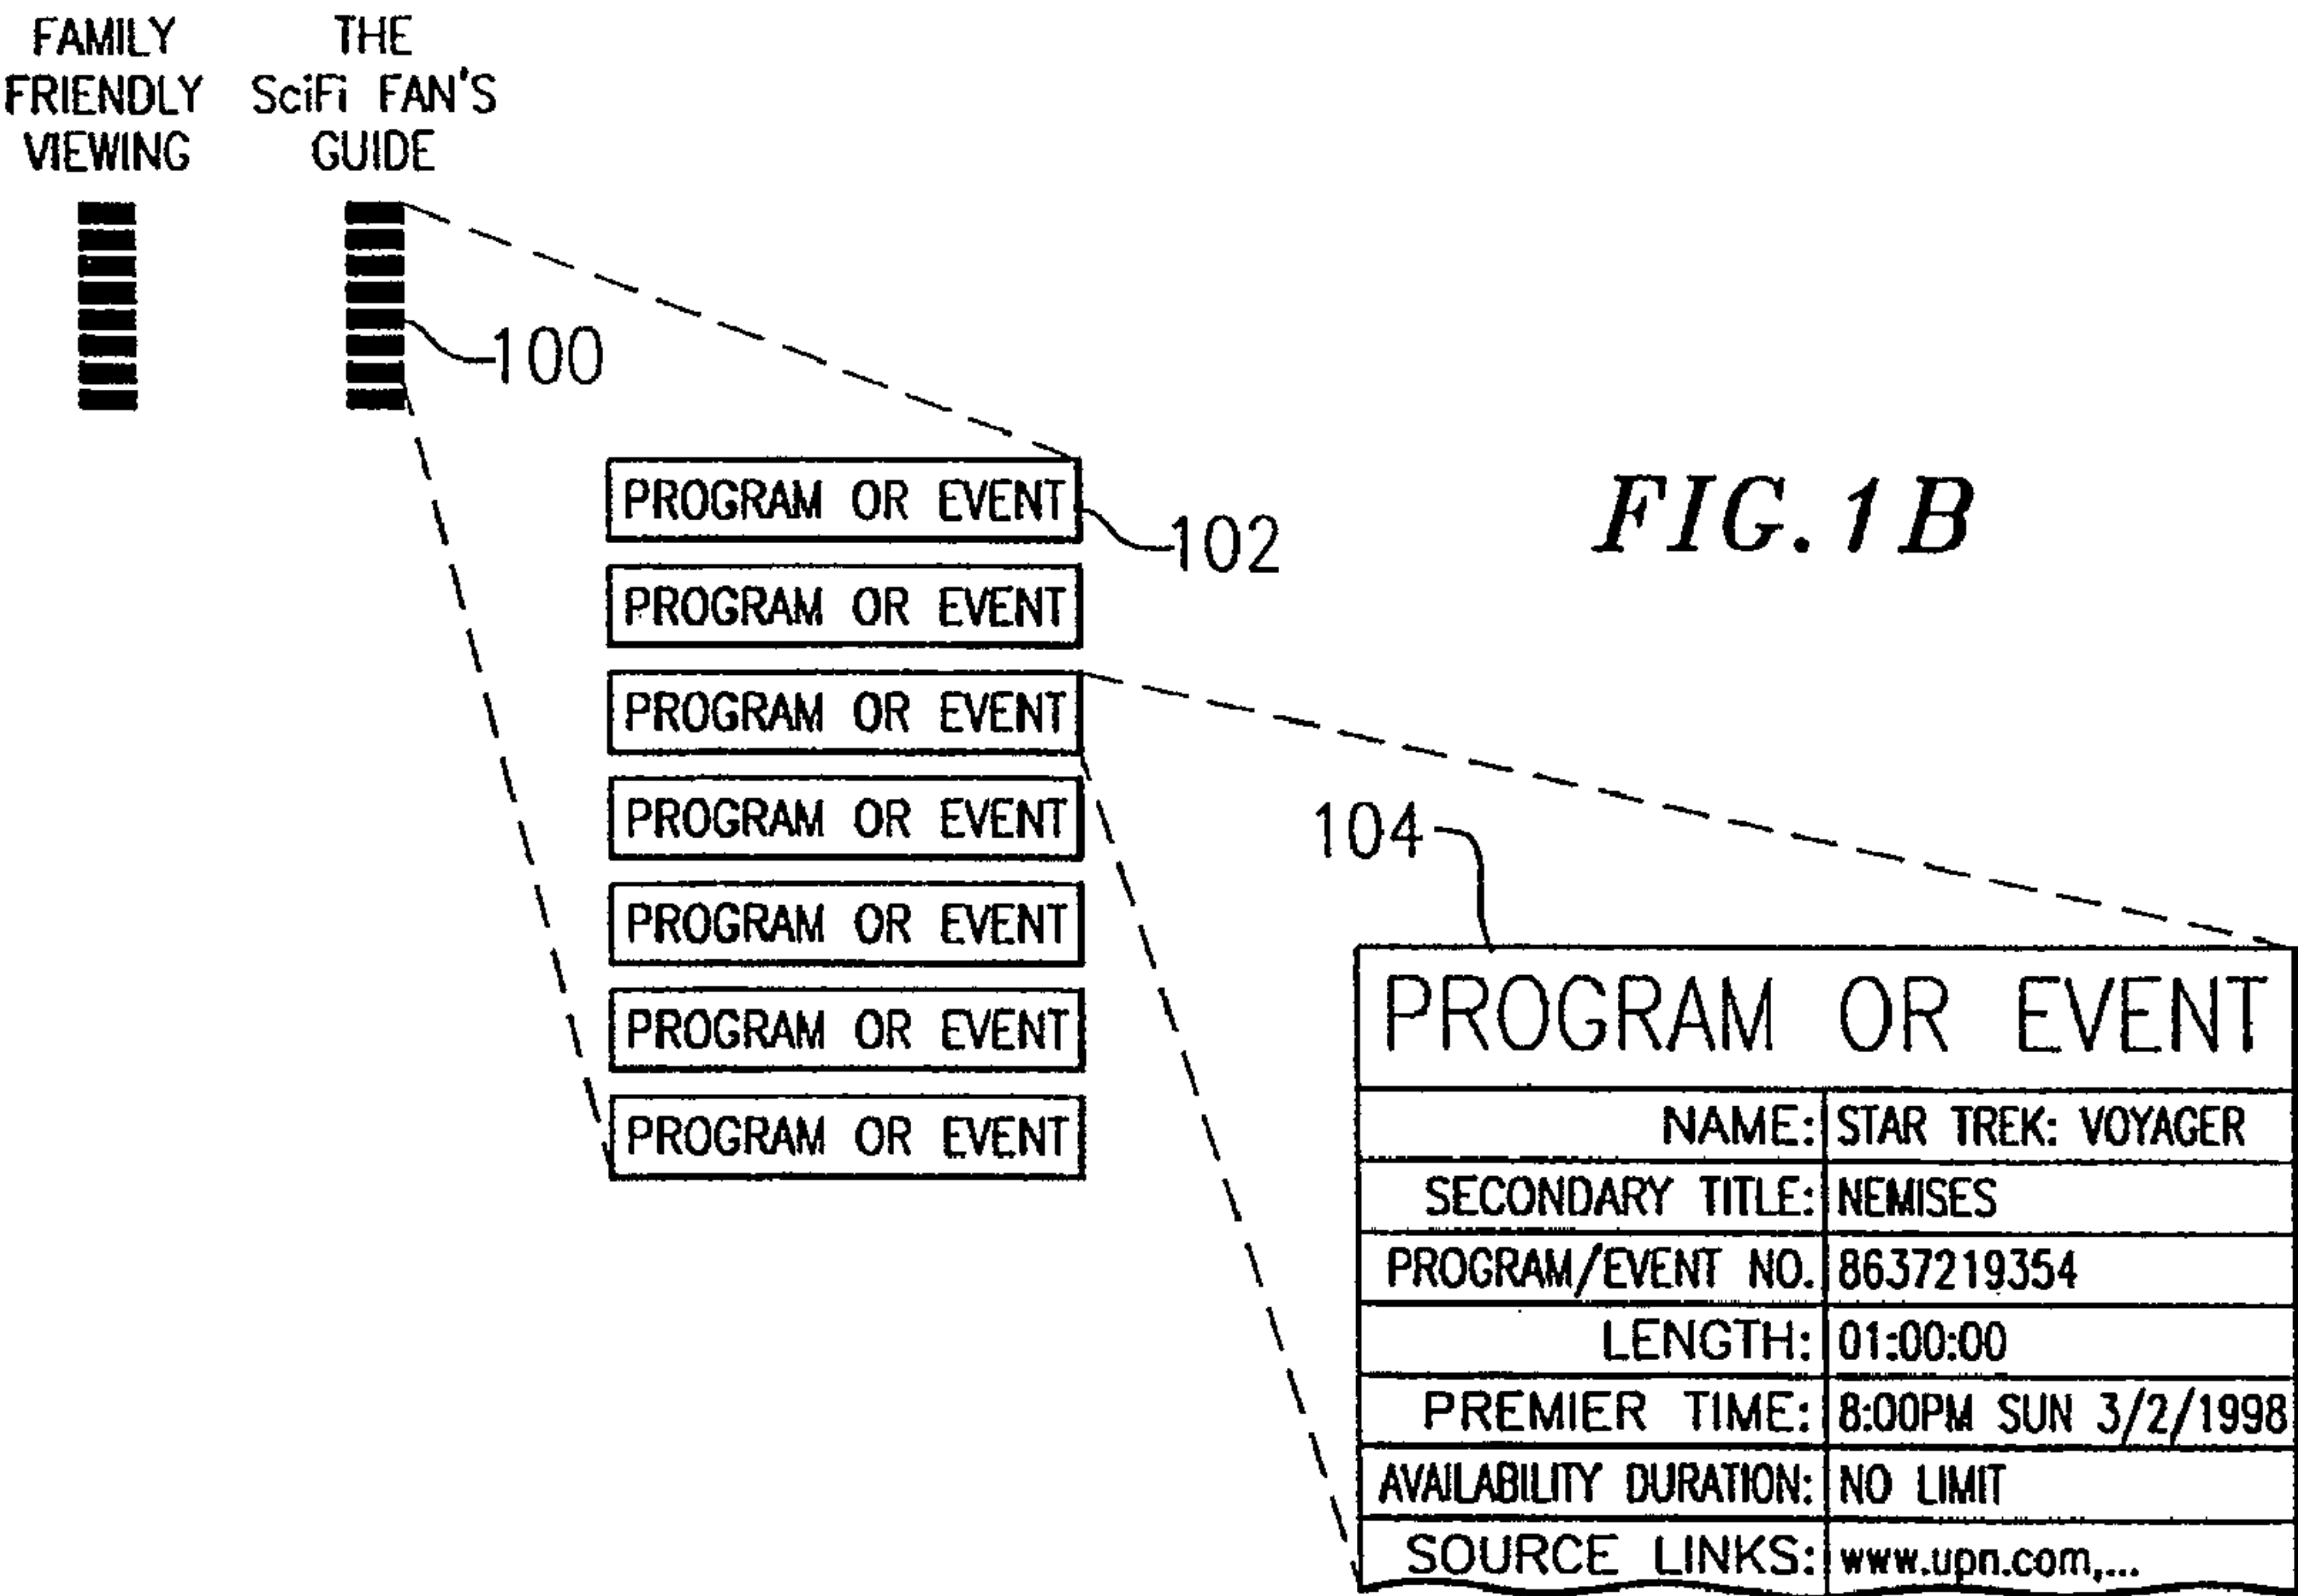 FAMILY
FRIENDLY
VIEWING
THE
SciFi FAN'S
GUIDE
100
PROGRAM OR EVENT
102
PROGRAM OR EVENT
PROGRAM OR EVENT
PROGRAM OR EVENT
PROGRAM OR EVENT
PROGRAM OR EVENT
PROGRAM OR EVENT
FIG. 1B
104
PROGRAM OR EVENT
NAME: STAR TREK: VOYAGER
SECONDARY TITLE: NEMISES
PROGRAM/EVENT NO. 8637219354
LENGTH: 01:00:00
PREMIER TIME: 8:00PM SUN 3/2/1998
AVAILABILITY DURATION: NO LIMIT
SOURCE LINKS: www.upn.com,...